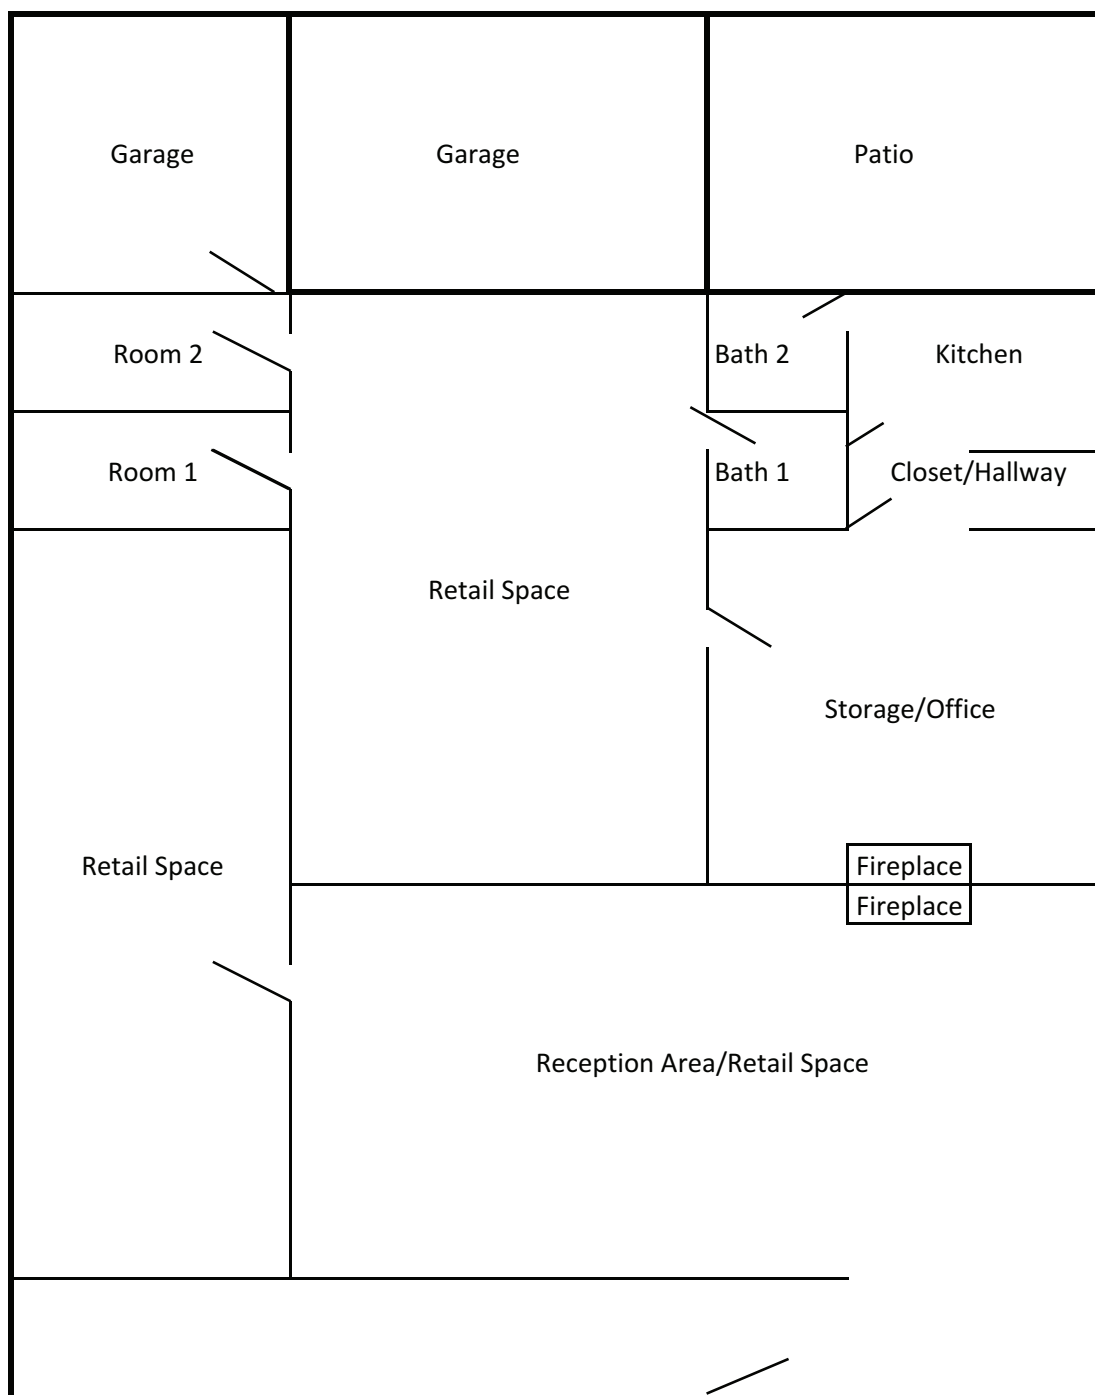 Garage
Garage
Patio
Room 2
Bath 2
Kitchen
Room 1
Bath 1
Closet/Hallway
Retail Space
Storage/Office
Retail Space
Fireplace
Fireplace
Reception Area/Retail Space